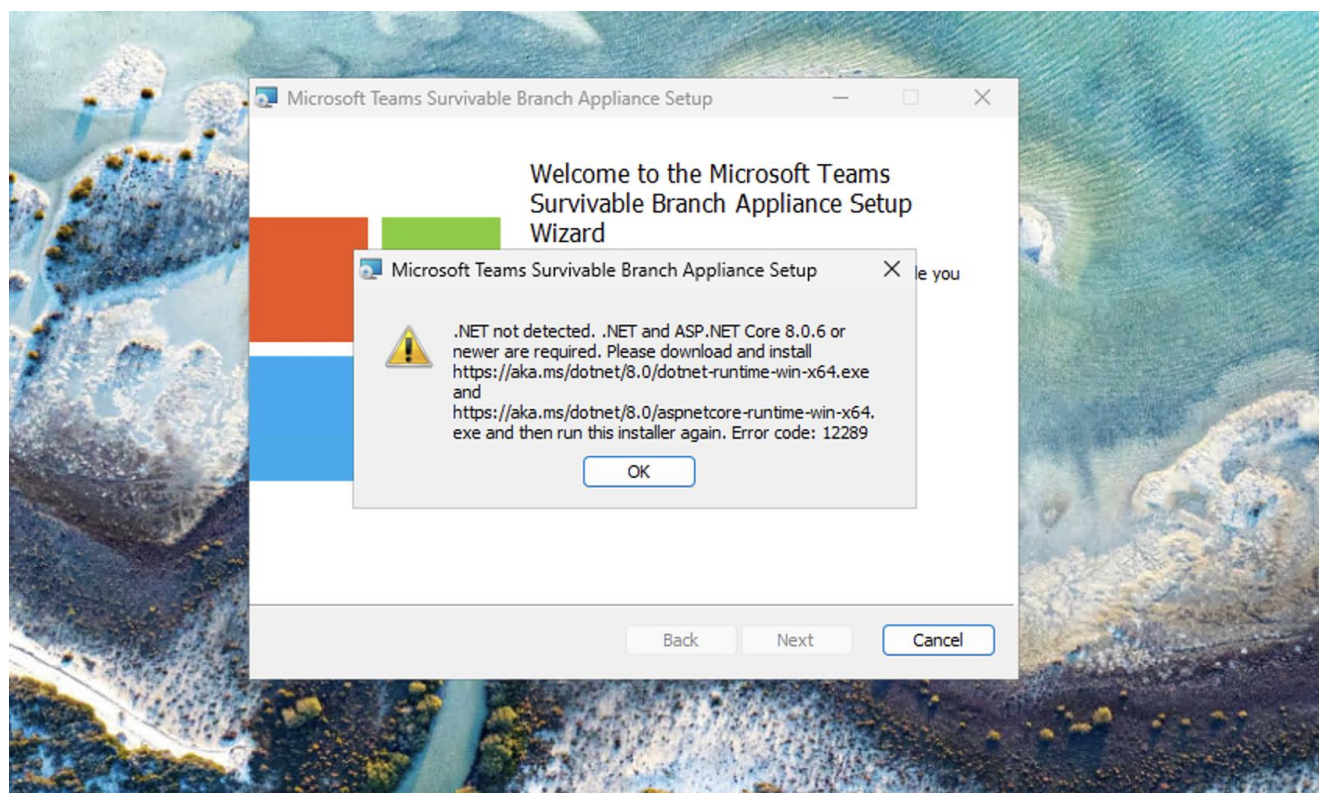 Microsoft Teams Survivable Branch Appliance Setup
Welcome to the Microsoft Teams
Survivable Branch Appliance Setup
Wizard
Microsoft Teams Survivable Branch Appliance Setup
you
.NET not detected. .NET and ASP.NET Core 8.0.6 or
newer are required. Please download and install
https://aka.ms/dotnet/8.0/dotnet-runtime-win-x64.exe
and
https://aka.ms/dotnet/8.0/aspnetcore-runtime-win-x64.
exe and then run this installer again. Error code: 12289
OK
Back
Next
Cancel